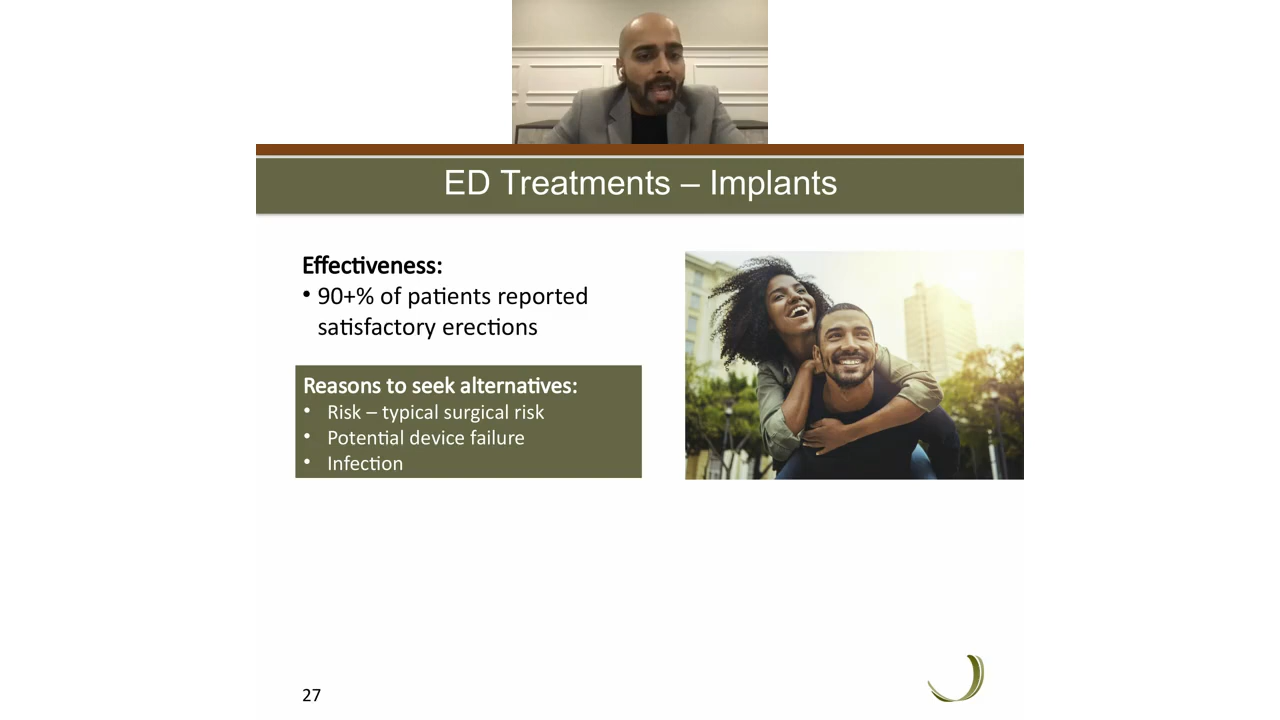 ED Treatments – Implants
Effectiveness:
• 90+% of patients reported
satisfactory erections
Reasons to seek alternatives:
• Risk – typical surgical risk
• Potential device failure
• Infection
27